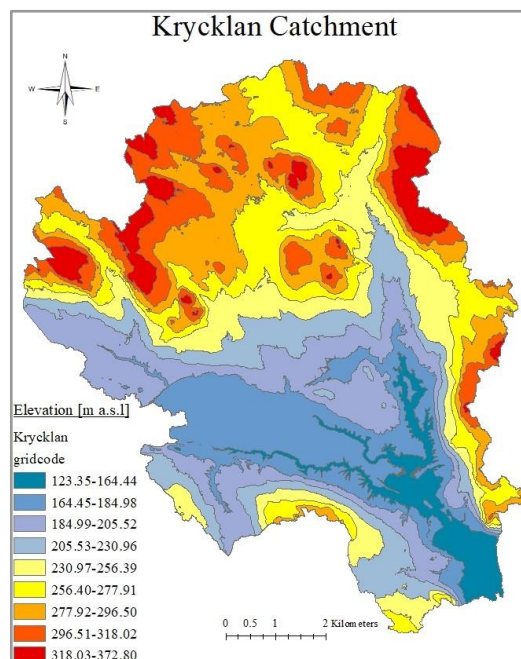 Krycklan Catchment
N
W E
S
Elevation [m a.s.l]
Krycklan
gridcode
123.35-164.44
164.45-184.98
184.99-205.52
205.53-230.96
230.97-256.39
256.40-277.91
277.92-296.50
296.51-318.02
318.03-372.80
0 0.5 1 2 Kilometers